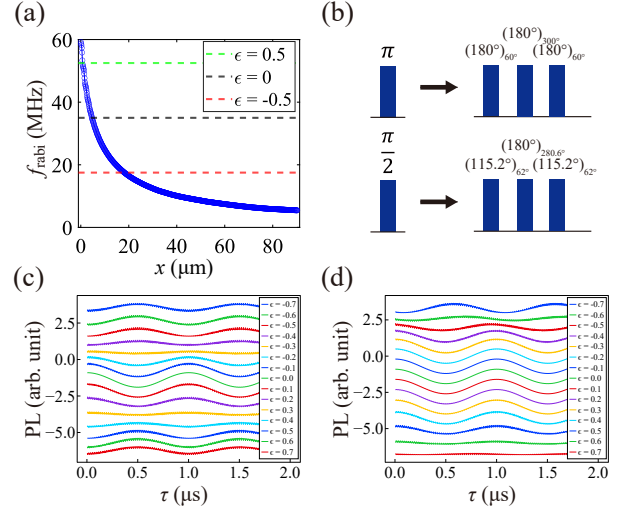 (a)
60
40
20
0
f_rabi (MHz)
ϵ = 0.5
ϵ = 0
ϵ = -0.5
0 20 40 60 80
x (μm)
(b)
π
(180°)_300°
(180°)_60° (180°)_60°
π/2
(180°)_280.6°
(115.2°)_62° (115.2°)_62°
(c)
2.5
0.0
−2.5
−5.0
PL (arb. unit)
ϵ = -0.7
ϵ = -0.6
ϵ = -0.5
ϵ = -0.4
ϵ = -0.3
ϵ = -0.2
ϵ = -0.1
ϵ = 0.0
ϵ = 0.1
ϵ = 0.2
ϵ = 0.3
ϵ = 0.4
ϵ = 0.5
ϵ = 0.6
ϵ = 0.7
0.0 0.5 1.0 1.5 2.0
τ (μs)
(d)
2.5
0.0
−2.5
−5.0
PL (arb. unit)
ϵ = -0.7
ϵ = -0.6
ϵ = -0.5
ϵ = -0.4
ϵ = -0.3
ϵ = -0.2
ϵ = -0.1
ϵ = 0.0
ϵ = 0.1
ϵ = 0.2
ϵ = 0.3
ϵ = 0.4
ϵ = 0.5
ϵ = 0.6
ϵ = 0.7
0.0 0.5 1.0 1.5 2.0
τ (μs)